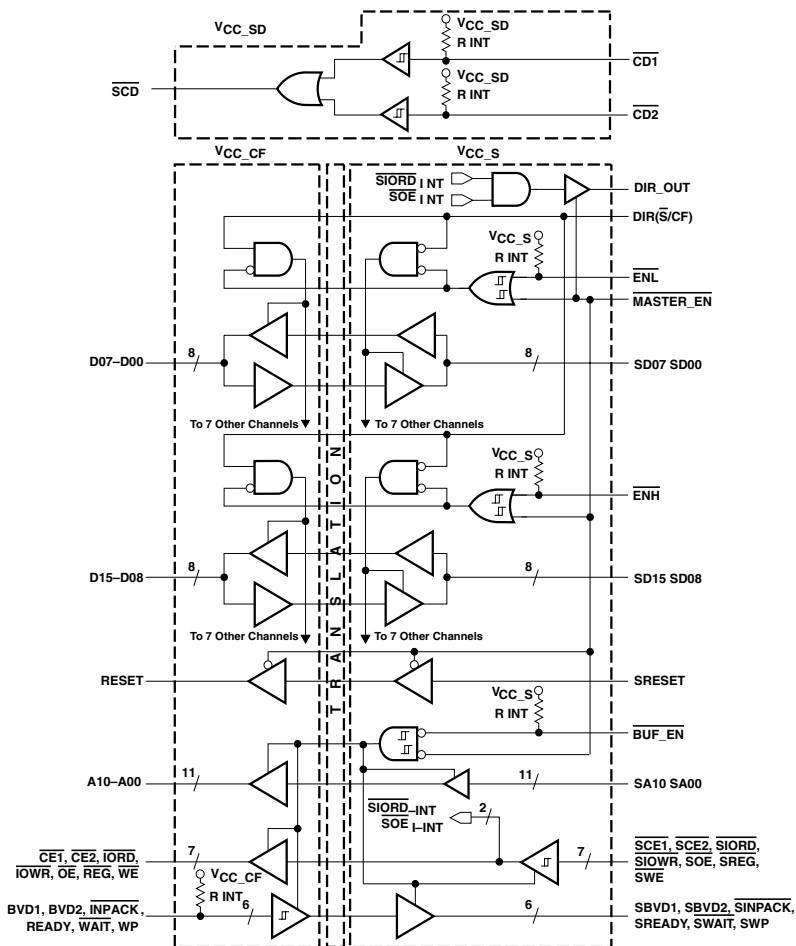 VCC_SD
VCC_SD
R INT
CD1
SCD
VCC_SD
R INT
CD2
VCC_CF
VCC_S
SIORD I NT
SOE I NT
DIR_OUT
DIR(S/CF)
VCC_S
R INT
ENL
MASTER_EN
D07–D00
8
8
SD07 SD00
To 7 Other Channels
To 7 Other Channels
TRANSLATION
VCC_S
R INT
ENH
D15–D08
8
8
SD15 SD08
To 7 Other Channels
To 7 Other Channels
RESET
SRESET
VCC_S
R INT
BUF_EN
A10–A00
11
11
SA10 SA00
SIORD–INT
SOE I–INT
2
CE1, CE2, IORD,
IOWR, OE, REG, WE
7
7
SCE1, SCE2, SIORD,
SIOWR, SOE, SREG,
SWE
VCC_CF
R INT
BVD1, BVD2, INPACK,
READY, WAIT, WP
6
6
SBVD1, SBVD2, SINPACK,
SREADY, SWAIT, SWP